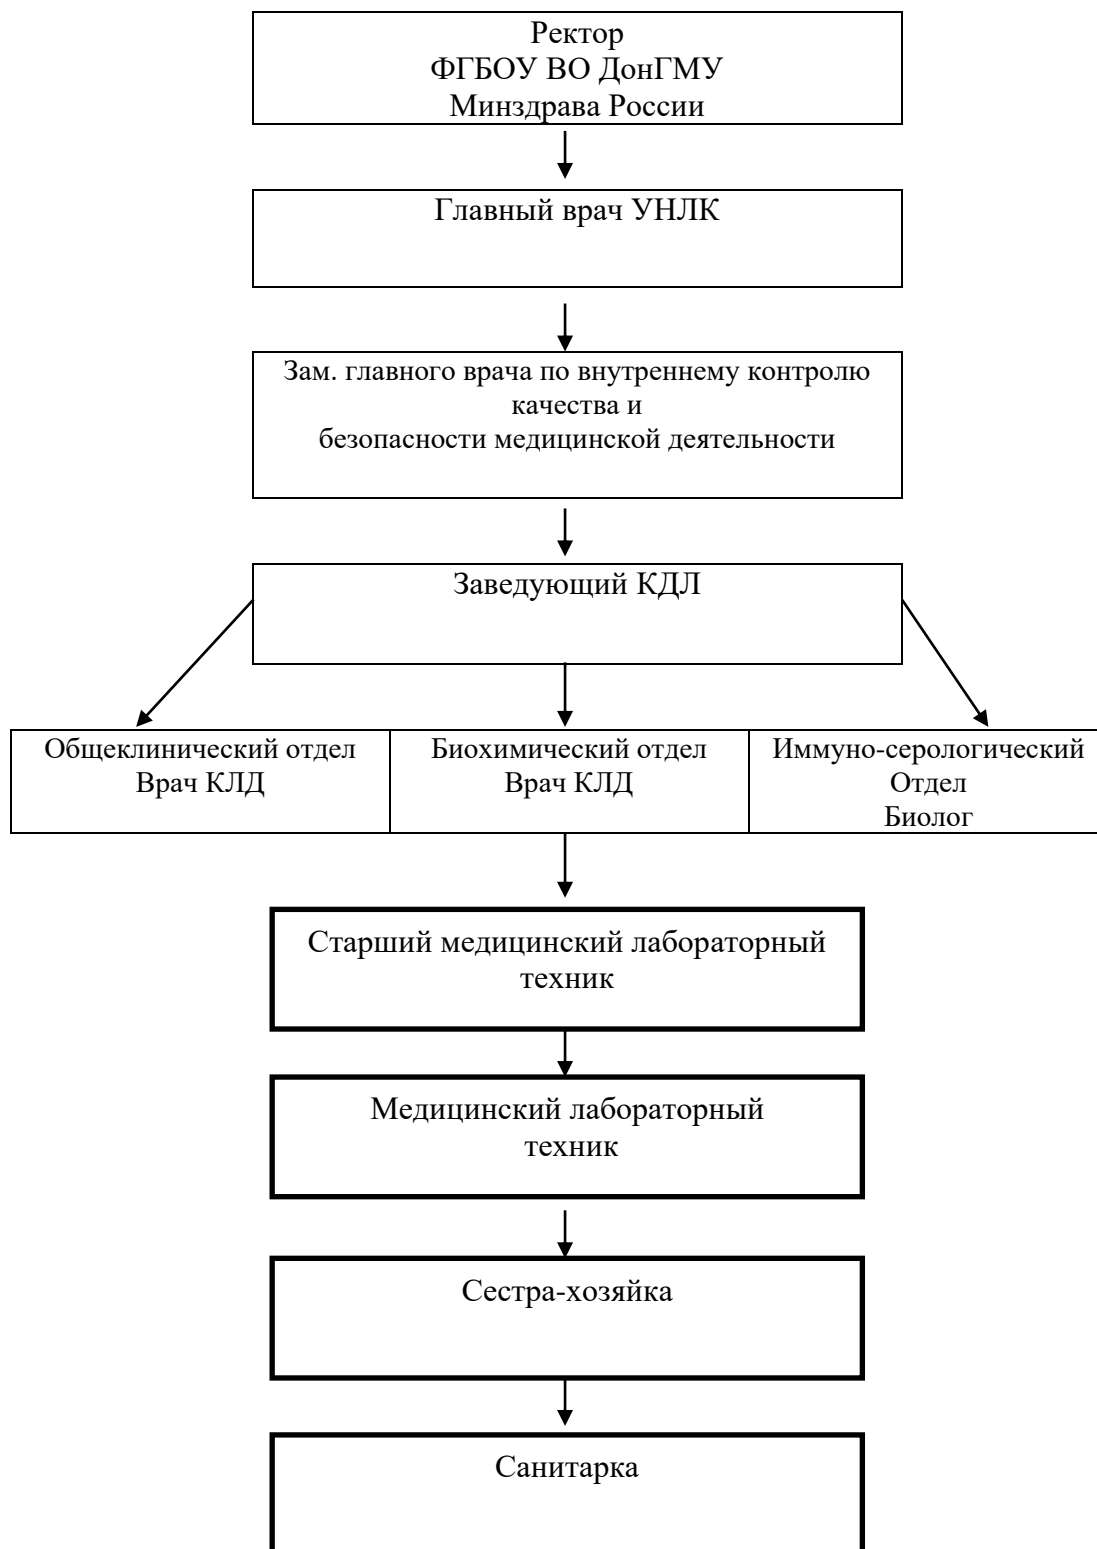 Ректор
ФГБОУ ВО ДонГМУ
Минздрава России
Главный врач УНЛК
Зам. главного врача по внутреннему контролю
качества и
безопасности медицинской деятельности
Заведующий КДЛ
Общеклинический отдел
Врач КЛД
Биохимический отдел
Врач КЛД
Иммуно-серологический
Отдел
Биолог
Старший медицинский лабораторный
техник
Медицинский лабораторный
техник
Сестра-хозяйка
Санитарка